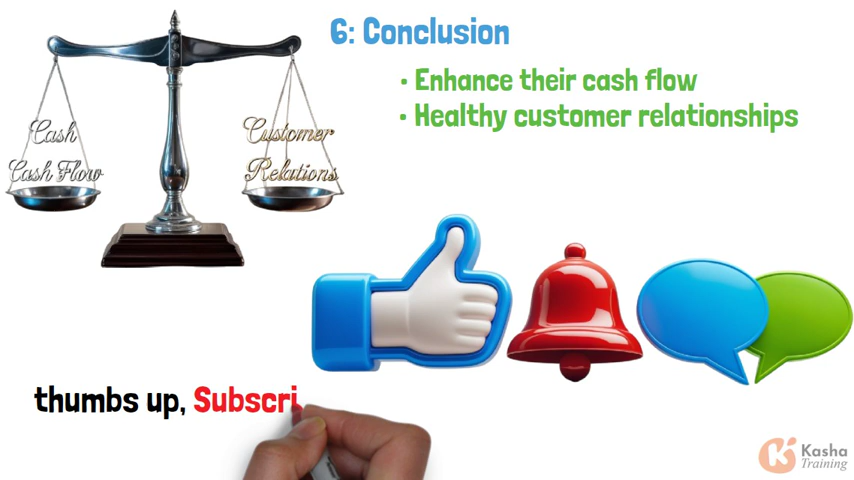 6: Conclusion
• Enhance their cash flow
• Healthy customer relationships
Cash
Cash Flow
Customer
Relations
thumbs up, Subscri
Kasha
Training